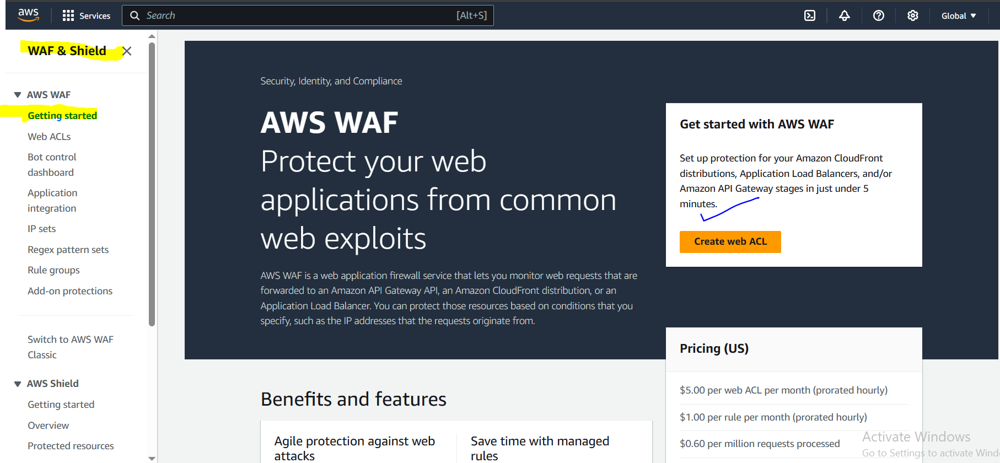 aws
Services
Search [Alt+S]
Global
WAF & Shield
AWS WAF
Getting started
Web ACLs
Bot control
dashboard
Application
integration
IP sets
Regex pattern sets
Rule groups
Add-on protections
Switch to AWS WAF
Classic
AWS Shield
Getting started
Overview
Protected resources
Security, Identity, and Compliance
AWS WAF
Protect your web
applications from common
web exploits
AWS WAF is a web application firewall service that lets you monitor web requests that are
forwarded to an Amazon API Gateway API, an Amazon CloudFront distribution, or an
Application Load Balancer. You can protect those resources based on conditions that you
specify, such as the IP addresses that the requests originate from.
Get started with AWS WAF
Set up protection for your Amazon CloudFront
distributions, Application Load Balancers, and/or
Amazon API Gateway stages in just under 5
minutes.
Create web ACL
Pricing (US)
$5.00 per web ACL per month (prorated hourly)
$1.00 per rule per month (prorated hourly)
$0.60 per million requests processed
Benefits and features
Agile protection against web
attacks
Save time with managed
rules
Activate Windows
Go to Settings to activate Wind